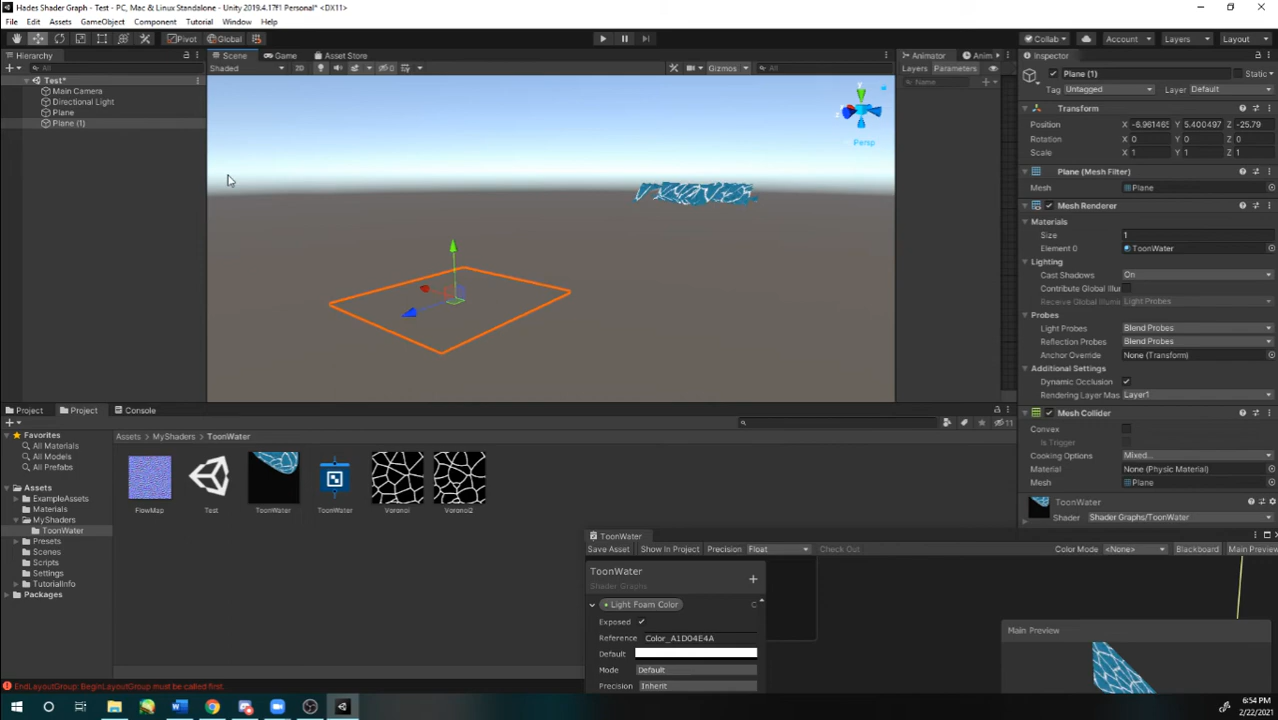 Hades Shader Graph - Test - PC, Mac & Linux Standalone - Unity 2019.4.17f1 Personal* <DX11>
File Edit Assets GameObject Component Tutorial Window Help
Pivot Global Collab Account Layers Layout
Hierarchy Scene Game Asset Store Animator Anim Inspector
All Shaded 2D 0 Gizmos All Layers Parameters Plane (1) Static
Test* Name Tag Untagged Layer Default
Main Camera
Directional Light
Plane
Plane (1)
y
z
Persp
Transform
Position X -6.961465 Y 5.400497 Z -25.79
Rotation X 0 Y 0 Z 0
Scale X 1 Y 1 Z 1
Plane (Mesh Filter)
Mesh Plane
Mesh Renderer
Materials
Size 1
Element 0 ToonWater
Lighting
Cast Shadows On
Contribute Global Illum
Receive Global Illumin Light Probes
Probes
Light Probes Blend Probes
Reflection Probes Blend Probes
Anchor Override None (Transform)
Additional Settings
Dynamic Occlusion
Rendering Layer Mas Layer1
Mesh Collider
Convex
Is Trigger
Cooking Options Mixed...
Material None (Physic Material)
Mesh Plane
ToonWater
Shader Shader Graphs/ToonWater
Project Project Console
11
Favorites
All Materials
All Models
All Prefabs
Assets
ExampleAssets
Materials
MyShaders
ToonWater
Presets
Scenes
Scripts
Settings
TutorialInfo
Packages
Assets MyShaders ToonWater
FlowMap Test ToonWater ToonWater Voronoi Voronoi2
ToonWater
Save Asset Show In Project Precision Float Check Out Color Mode <None> Blackboard Main Preview
ToonWater
Shader Graphs
Light Foam Color C
Exposed
Reference Color_A1D04E4A
Default
Mode Default
Precision Inherit
Main Preview
EndLayoutGroup: BeginLayoutGroup must be called first.
6:54 PM
2/22/2021